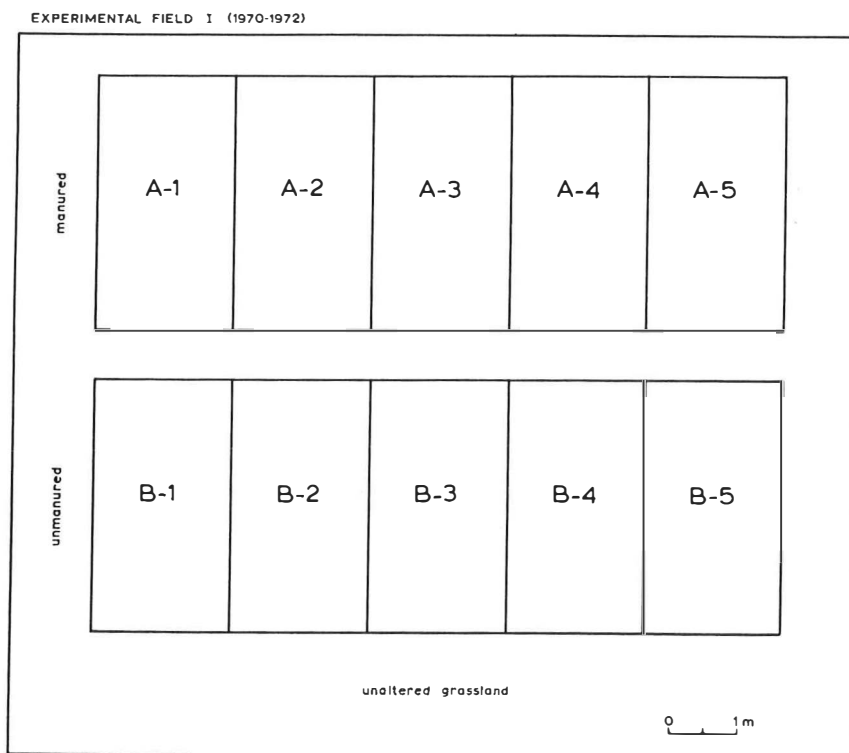 EXPERIMENTAL FIELD I (1970-1972)
manured
A-1 A-2 A-3 A-4 A-5
unmanured
B-1 B-2 B-3 B-4 B-5
unaltered grassland
0 1m